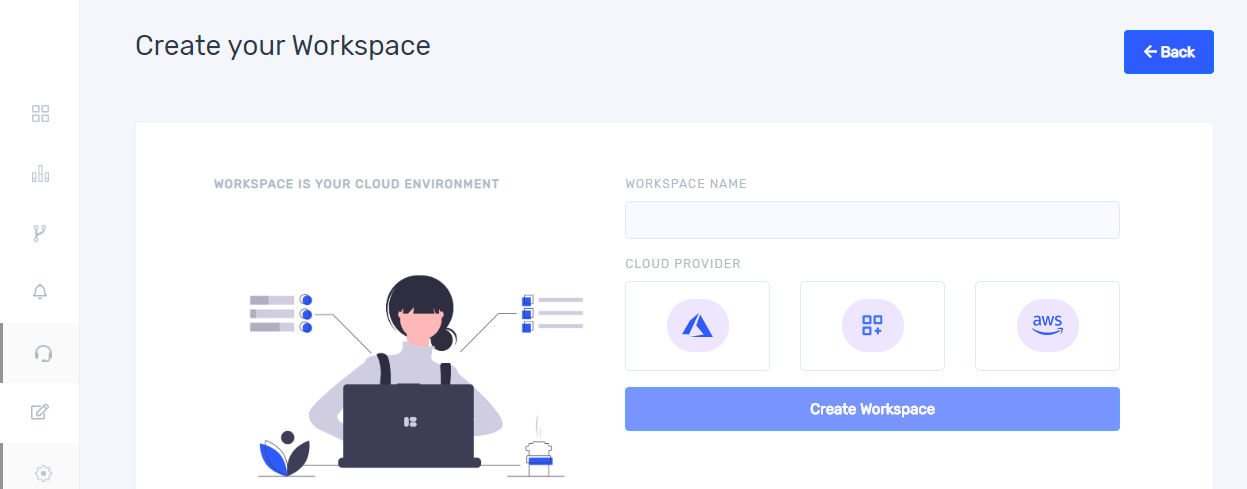 Create your Workspace
Back
WORKSPACE IS YOUR CLOUD ENVIRONMENT
WORKSPACE NAME
CLOUD PROVIDER
aws
Create Workspace